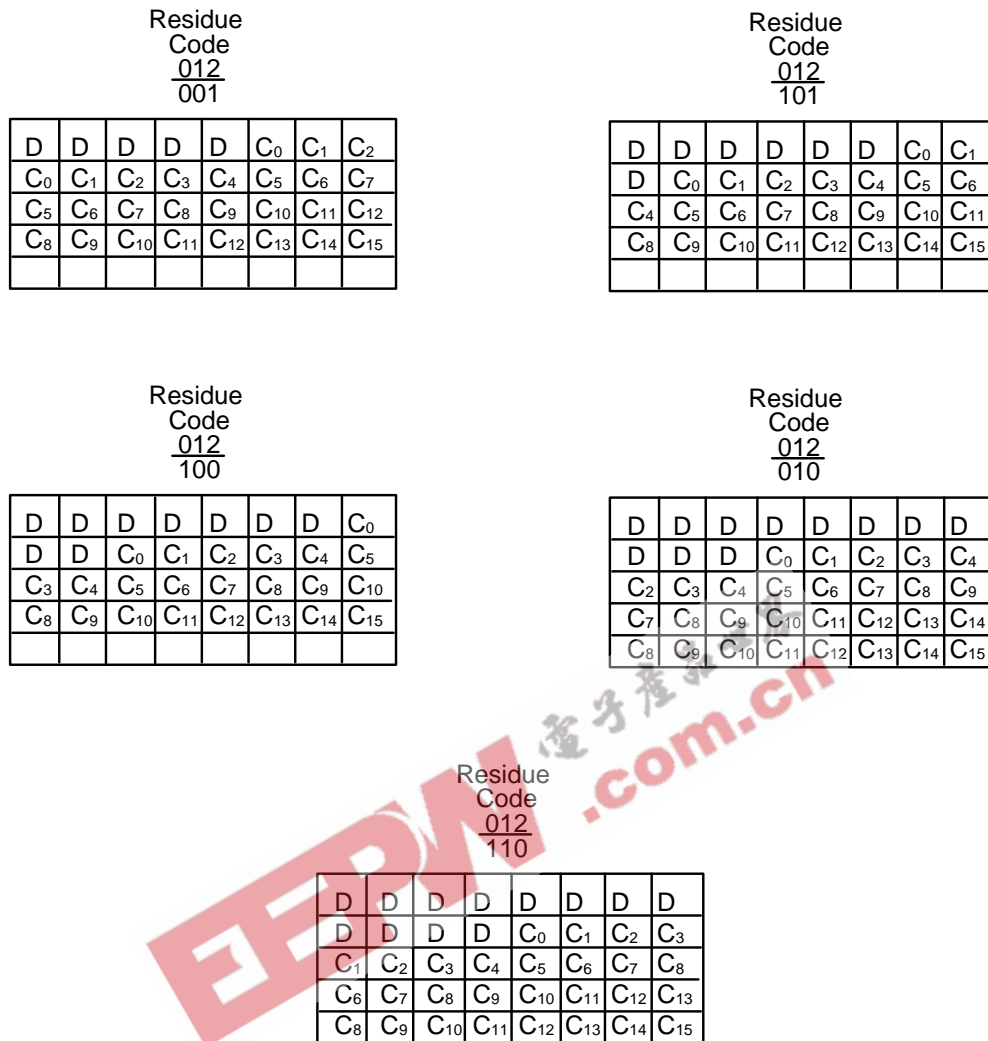 Residue
Code
012
001
D D D D D C0 C1 C2
C0 C1 C2 C3 C4 C5 C6 C7
C5 C6 C7 C8 C9 C10 C11 C12
C8 C9 C10 C11 C12 C13 C14 C15
Residue
Code
012
101
D D D D D D C0 C1
D C0 C1 C2 C3 C4 C5 C6
C4 C5 C6 C7 C8 C9 C10 C11
C8 C9 C10 C11 C12 C13 C14 C15
Residue
Code
012
100
D D D D D D D C0
D D C0 C1 C2 C3 C4 C5
C3 C4 C5 C6 C7 C8 C9 C10
C8 C9 C10 C11 C12 C13 C14 C15
Residue
Code
012
010
D D D D D D D D
D D D C0 C1 C2 C3 C4
C2 C3 C4 C5 C6 C7 C8 C9
C7 C8 C9 C10 C11 C12 C13 C14
C8 C9 C10 C11 C12 C13 C14 C15
電子產品世界
.com.cn
EEPW
Residue
Code
012
110
D D D D D D D D
D D D D C0 C1 C2 C3
C1 C2 C3 C4 C5 C6 C7 C8
C6 C7 C8 C9 C10 C11 C12 C13
C8 C9 C10 C11 C12 C13 C14 C15